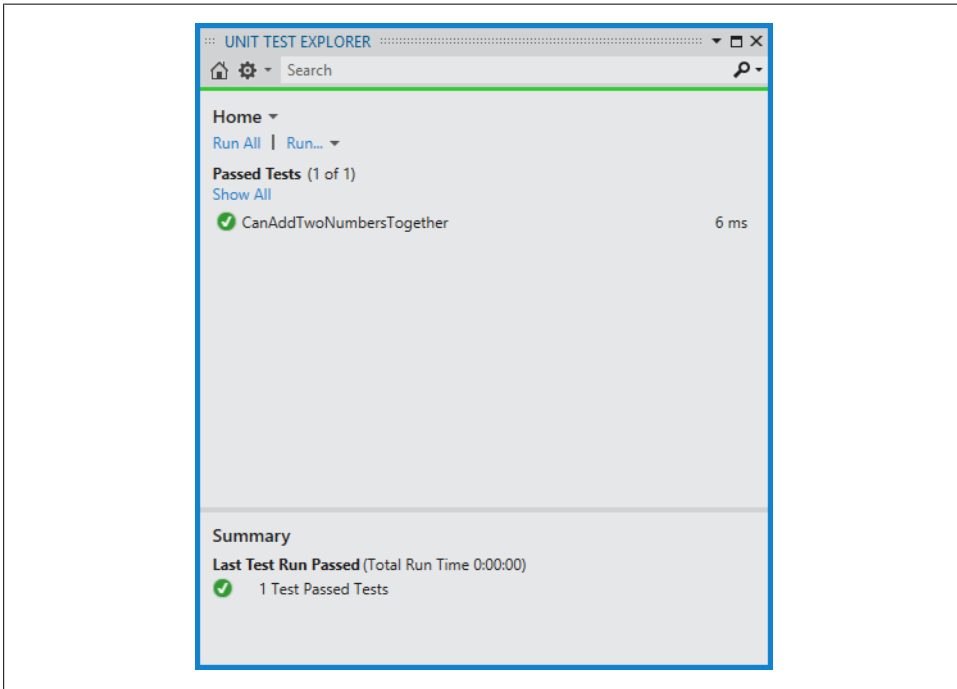 UNIT TEST EXPLORER
Search
Home
Run All | Run...
Passed Tests (1 of 1)
Show All
CanAddTwoNumbersTogether 6 ms
Summary
Last Test Run Passed (Total Run Time 0:00:00)
1 Test Passed Tests